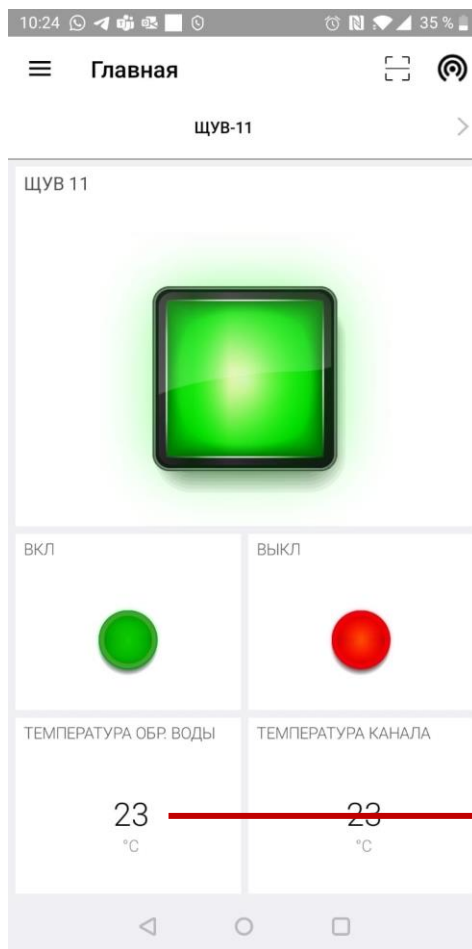 10:24 35 %
Главная
ЩУВ-11
ЩУВ 11
ВКЛ ВЫКЛ
ТЕМПЕРАТУРА ОБР. ВОДЫ ТЕМПЕРАТУРА КАНАЛА
23 23
°C °C